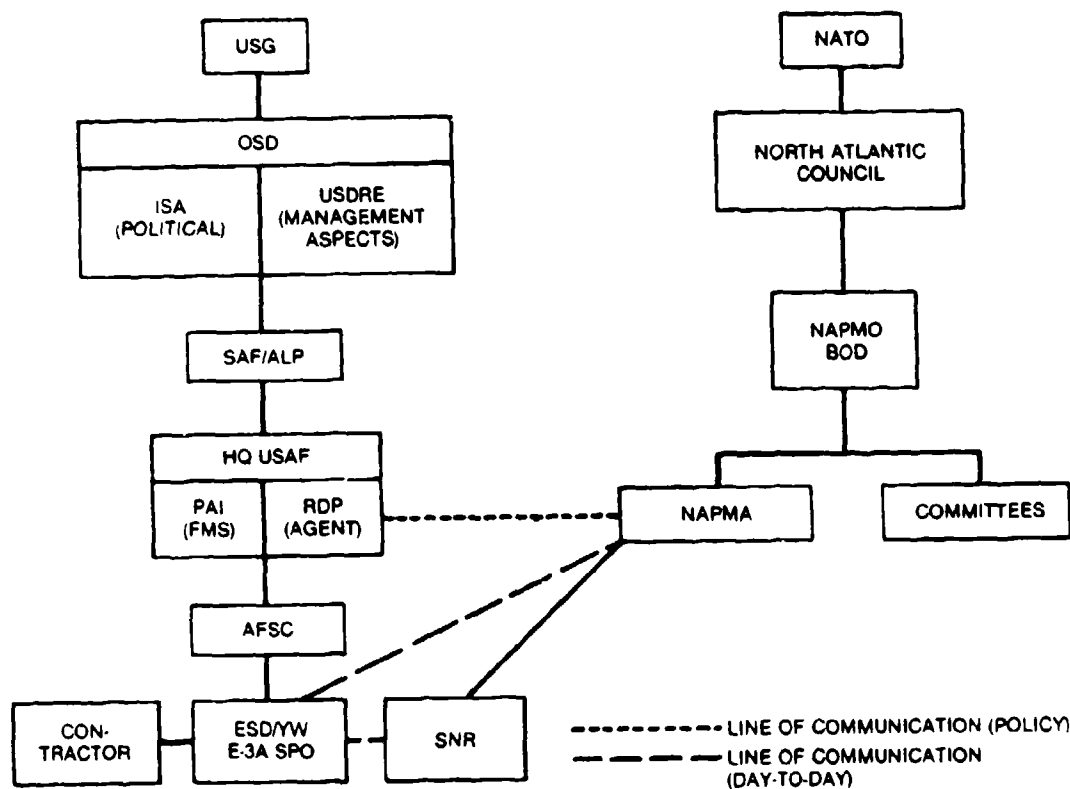 USG
NATO
OSD
ISA
(POLITICAL)
USDRE
(MANAGEMENT
ASPECTS)
NORTH ATLANTIC
COUNCIL
SAF/ALP
NAPMO
BOD
HQ USAF
PAI
(FMS)
RDP
(AGENT)
NAPMA
COMMITTEES
AFSC
CON-
TRACTOR
ESD/YW
E-3A SPO
SNR
LINE OF COMMUNICATION (POLICY)
LINE OF COMMUNICATION
(DAY-TO-DAY)